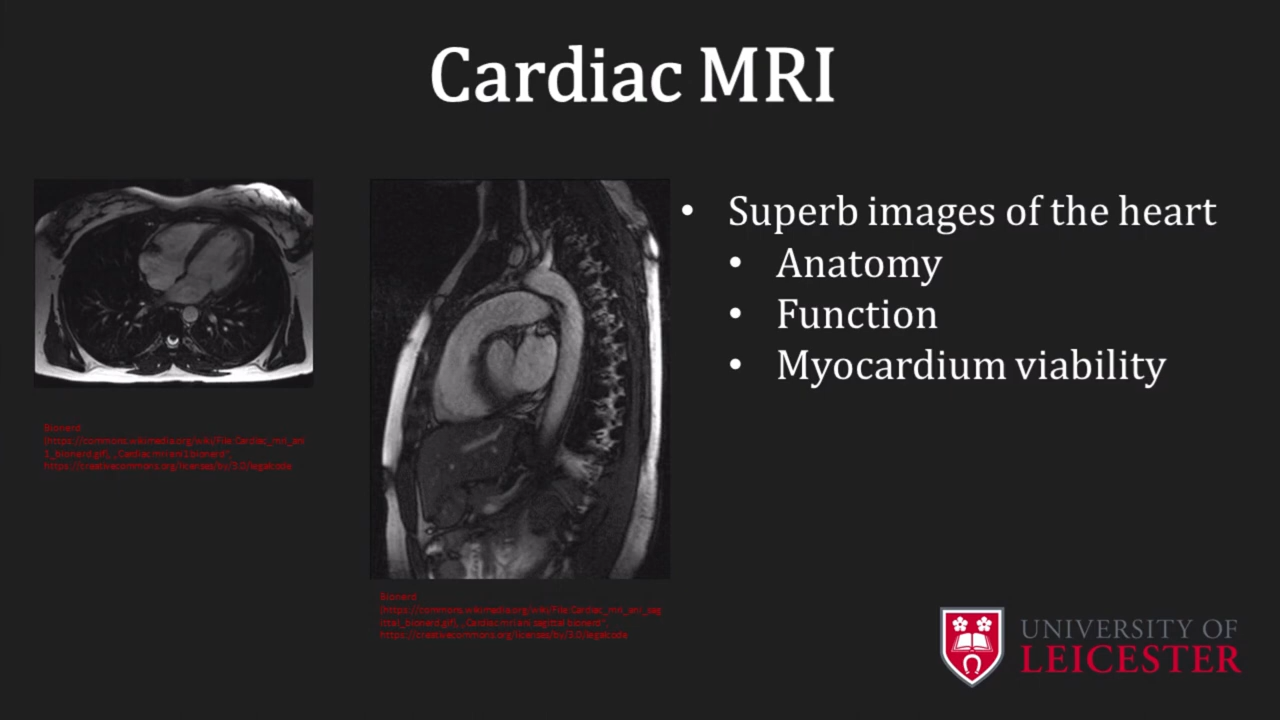 Cardiac MRI
• Superb images of the heart
• Anatomy
• Function
• Myocardium viability
Bionerd
(https://commons.wikimedia.org/wiki/File:Cardiac_mri_ani
1_bionerd.gif), „Cardiac mri ani1 bionerd",
https://creativecommons.org/licenses/by/3.0/legalcode
Bionerd
(https://commons.wikimedia.org/wiki/File:Cardiac_mri_ani_sag
ittal_bionerd.gif), „Cardiac mri ani sagittal bionerd",
https://creativecommons.org/licenses/by/3.0/legalcode
UNIVERSITY OF
LEICESTER